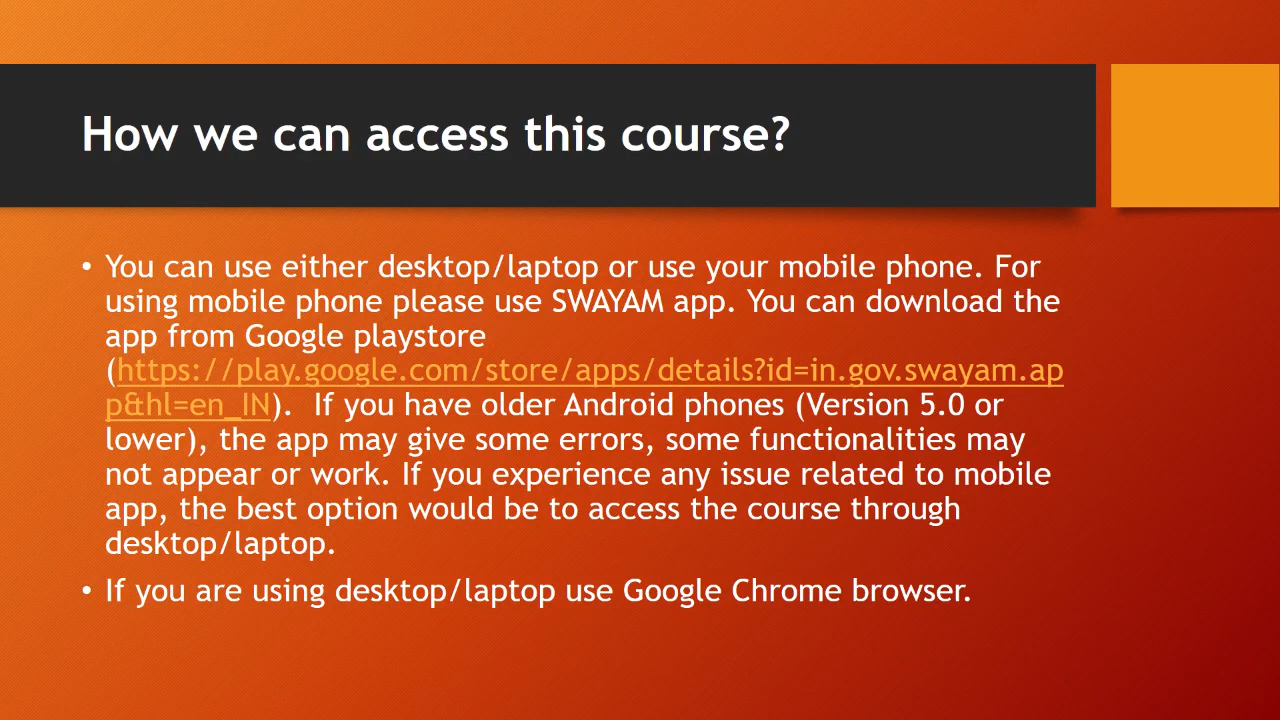 How we can access this course?
• You can use either desktop/laptop or use your mobile phone. For
using mobile phone please use SWAYAM app. You can download the
app from Google playstore
(https://play.google.com/store/apps/details?id=in.gov.swayam.ap
p&hl=en_IN).  If you have older Android phones (Version 5.0 or
lower), the app may give some errors, some functionalities may
not appear or work. If you experience any issue related to mobile
app, the best option would be to access the course through
desktop/laptop.
• If you are using desktop/laptop use Google Chrome browser.